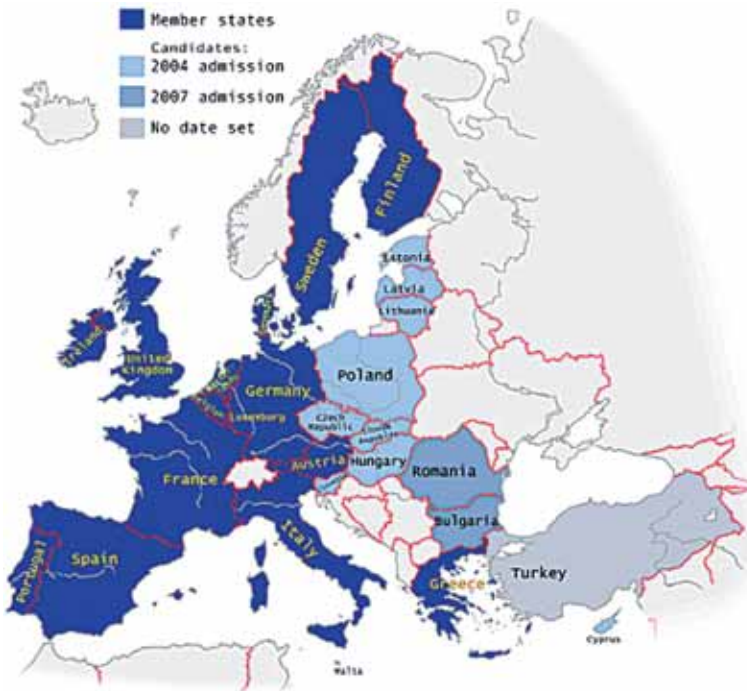 Member states
Candidates:
2004 admission
2007 admission
No date set
Finland
Sweden
Estonia
Latvia
Lithuania
Ireland
United
Kingdom
Germany
Poland
Luxemburg
Czech
Republic
France
Austria
Hungary
Romania
Italy
Bulgaria
Portugal
Spain
Greece
Turkey
Cyprus
Malta